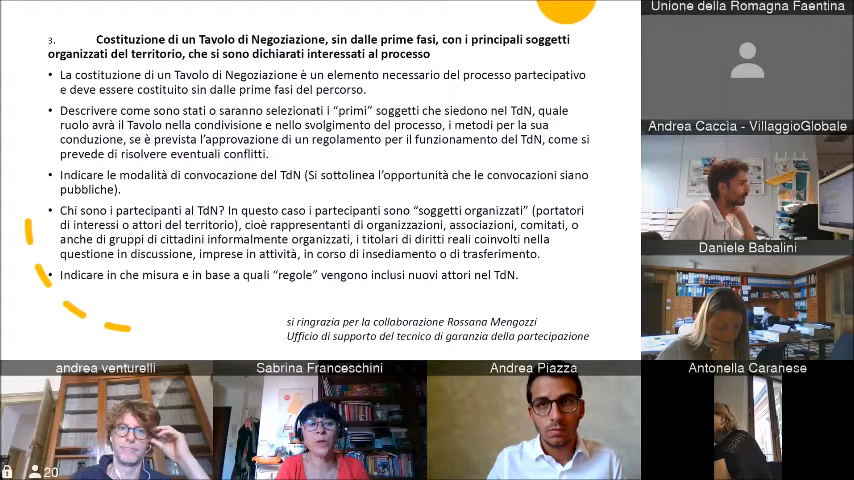 3. Costituzione di un Tavolo di Negoziazione, sin dalle prime fasi, con i principali soggetti
organizzati del territorio, che si sono dichiarati interessati al processo
• La costituzione di un Tavolo di Negoziazione è un elemento necessario del processo partecipativo
e deve essere costituito sin dalle prime fasi del percorso.
• Descrivere come sono stati o saranno selezionati i “primi” soggetti che siedono nel TdN, quale
ruolo avrà il Tavolo nella condivisione e nello svolgimento del processo, i metodi per la sua
conduzione, se è prevista l’approvazione di un regolamento per il funzionamento del TdN, come si
prevede di risolvere eventuali conflitti.
• Indicare le modalità di convocazione del TdN (Si sottolinea l’opportunità che le convocazioni siano
pubbliche).
• Chi sono i partecipanti al TdN? In questo caso i partecipanti sono “soggetti organizzati” (portatori
di interessi o attori del territorio), cioè rappresentanti di organizzazioni, associazioni, comitati, o
anche di gruppi di cittadini informalmente organizzati, i titolari di diritti reali coinvolti nella
questione in discussione, imprese in attività, in corso di insediamento o di trasferimento.
• Indicare in che misura e in base a quali “regole” vengono inclusi nuovi attori nel TdN.
si ringrazia per la collaborazione Rossana Mengozzi
Ufficio di supporto del tecnico di garanzia della partecipazione
Unione della Romagna Faentina
Andrea Caccìa - VillaggioGlobale
Daniele Babalini
andrea venturelli
Sabrina Franceschini
Andrea Piazza
Antonella Caranese
20